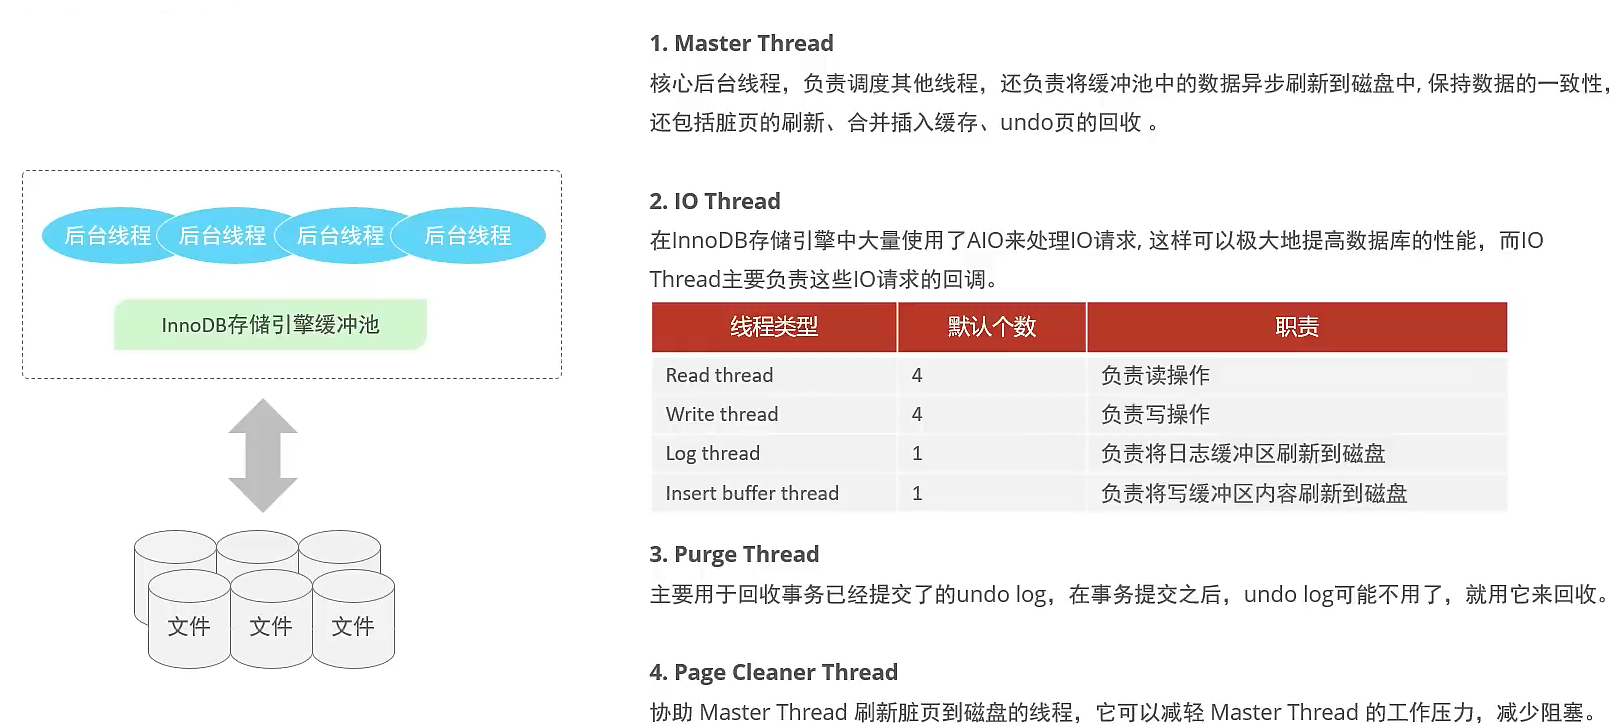 1. Master Thread
核心后台线程，负责调度其他线程，还负责将缓冲池中的数据异步刷新到磁盘中, 保持数据的一致性，
还包括脏页的刷新、合并插入缓存、undo页的回收 。
2. IO Thread
在InnoDB存储引擎中大量使用了AIO来处理IO请求, 这样可以极大地提高数据库的性能，而IO
Thread主要负责这些IO请求的回调。
线程类型 默认个数 职责
Read thread 4 负责读操作
Write thread 4 负责写操作
Log thread 1 负责将日志缓冲区刷新到磁盘
Insert buffer thread 1 负责将写缓冲区内容刷新到磁盘
3. Purge Thread
主要用于回收事务已经提交了的undo log，在事务提交之后，undo log可能不用了，就用它来回收。
4. Page Cleaner Thread
协助 Master Thread 刷新脏页到磁盘的线程，它可以减轻 Master Thread 的工作压力，减少阻塞。
后台线程 后台线程 后台线程 后台线程
InnoDB存储引擎缓冲池
文件 文件 文件